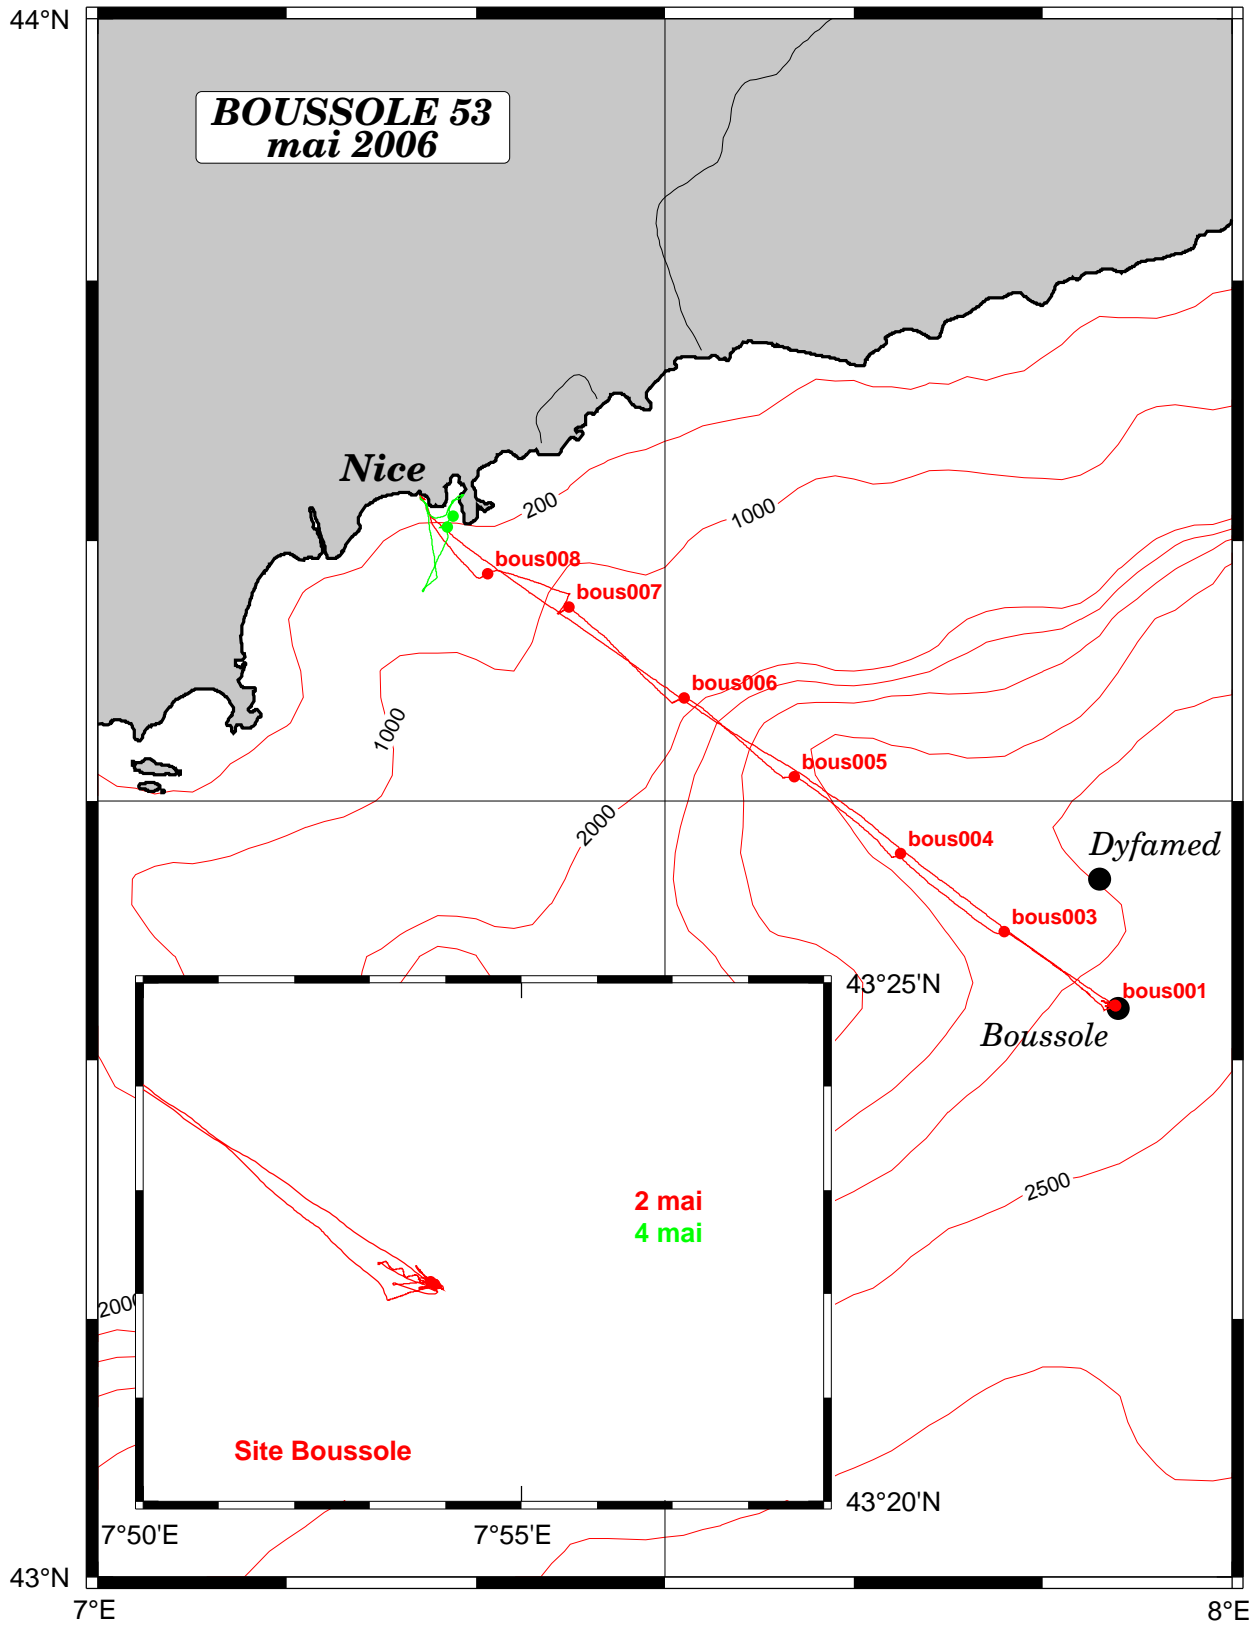 44°N
BOUSSOLE 53
mai 2006
Nice
200
1000
bous008
bous007
bous006
1000
bous005
2000
bous004
Dyfamed
bous003
43°25'N
bous001
Boussole
2500
2 mai
4 mai
2000
Site Boussole
43°20'N
7°50'E
7°55'E
43°N
7°E
8°E